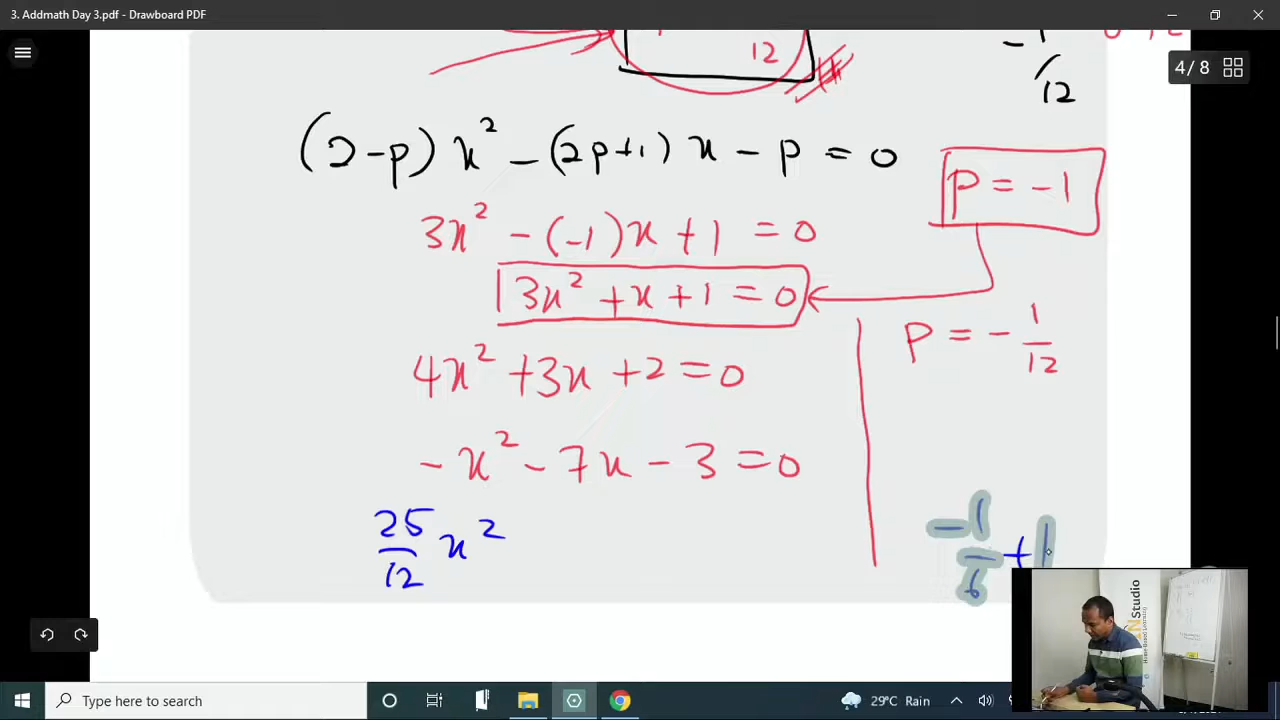 3. Addmath Day 3.pdf - Drawboard PDF
4 / 8
12
-1/12
(2-p)x² - (2p+1)x - p = 0
P = -1
3x² - (-1)x + 1 = 0
3x² + x + 1 = 0
P = - 1/12
4x² + 3x + 2 = 0
-x² - 7x - 3 = 0
25/12 x²
-1/6 + 1
Studio
Type here to search
29°C Rain